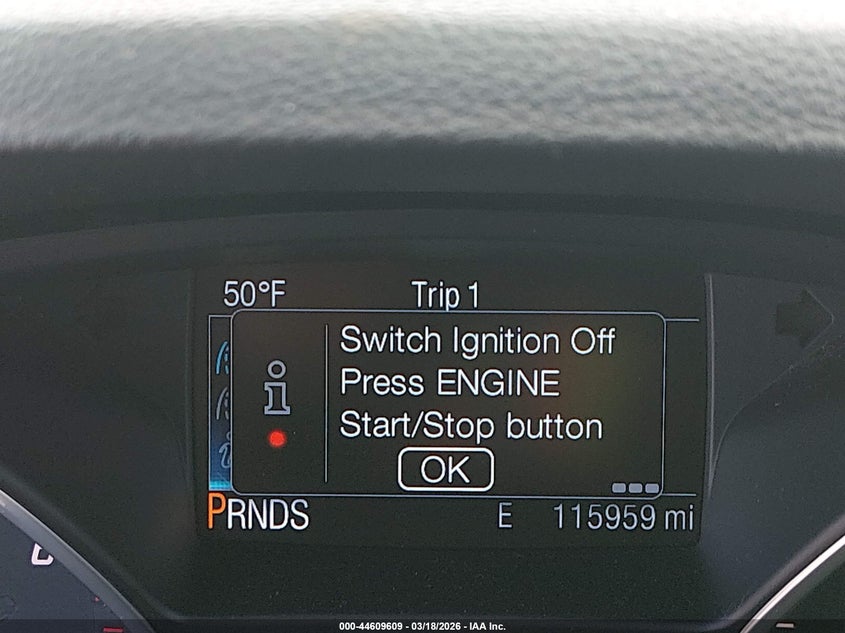 50°F Trip 1
Switch Ignition Off
Press ENGINE
Start/Stop button
OK
PRNDS E 115959 mi
C
000-44609609 - 03/18/2026 - IAA Inc.